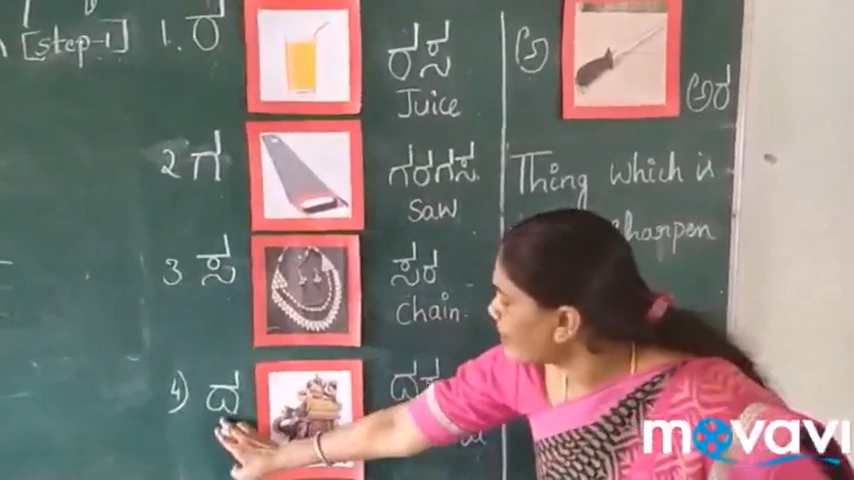 [Step-1]
1. ರ
ರಸ
Juice
2 ಗ
ಗರಗಸ
Saw
3 ಸ
ಸರ
Chain
4) ದ
ಅ
ಅರ
Thing which is
sharpen
movavi